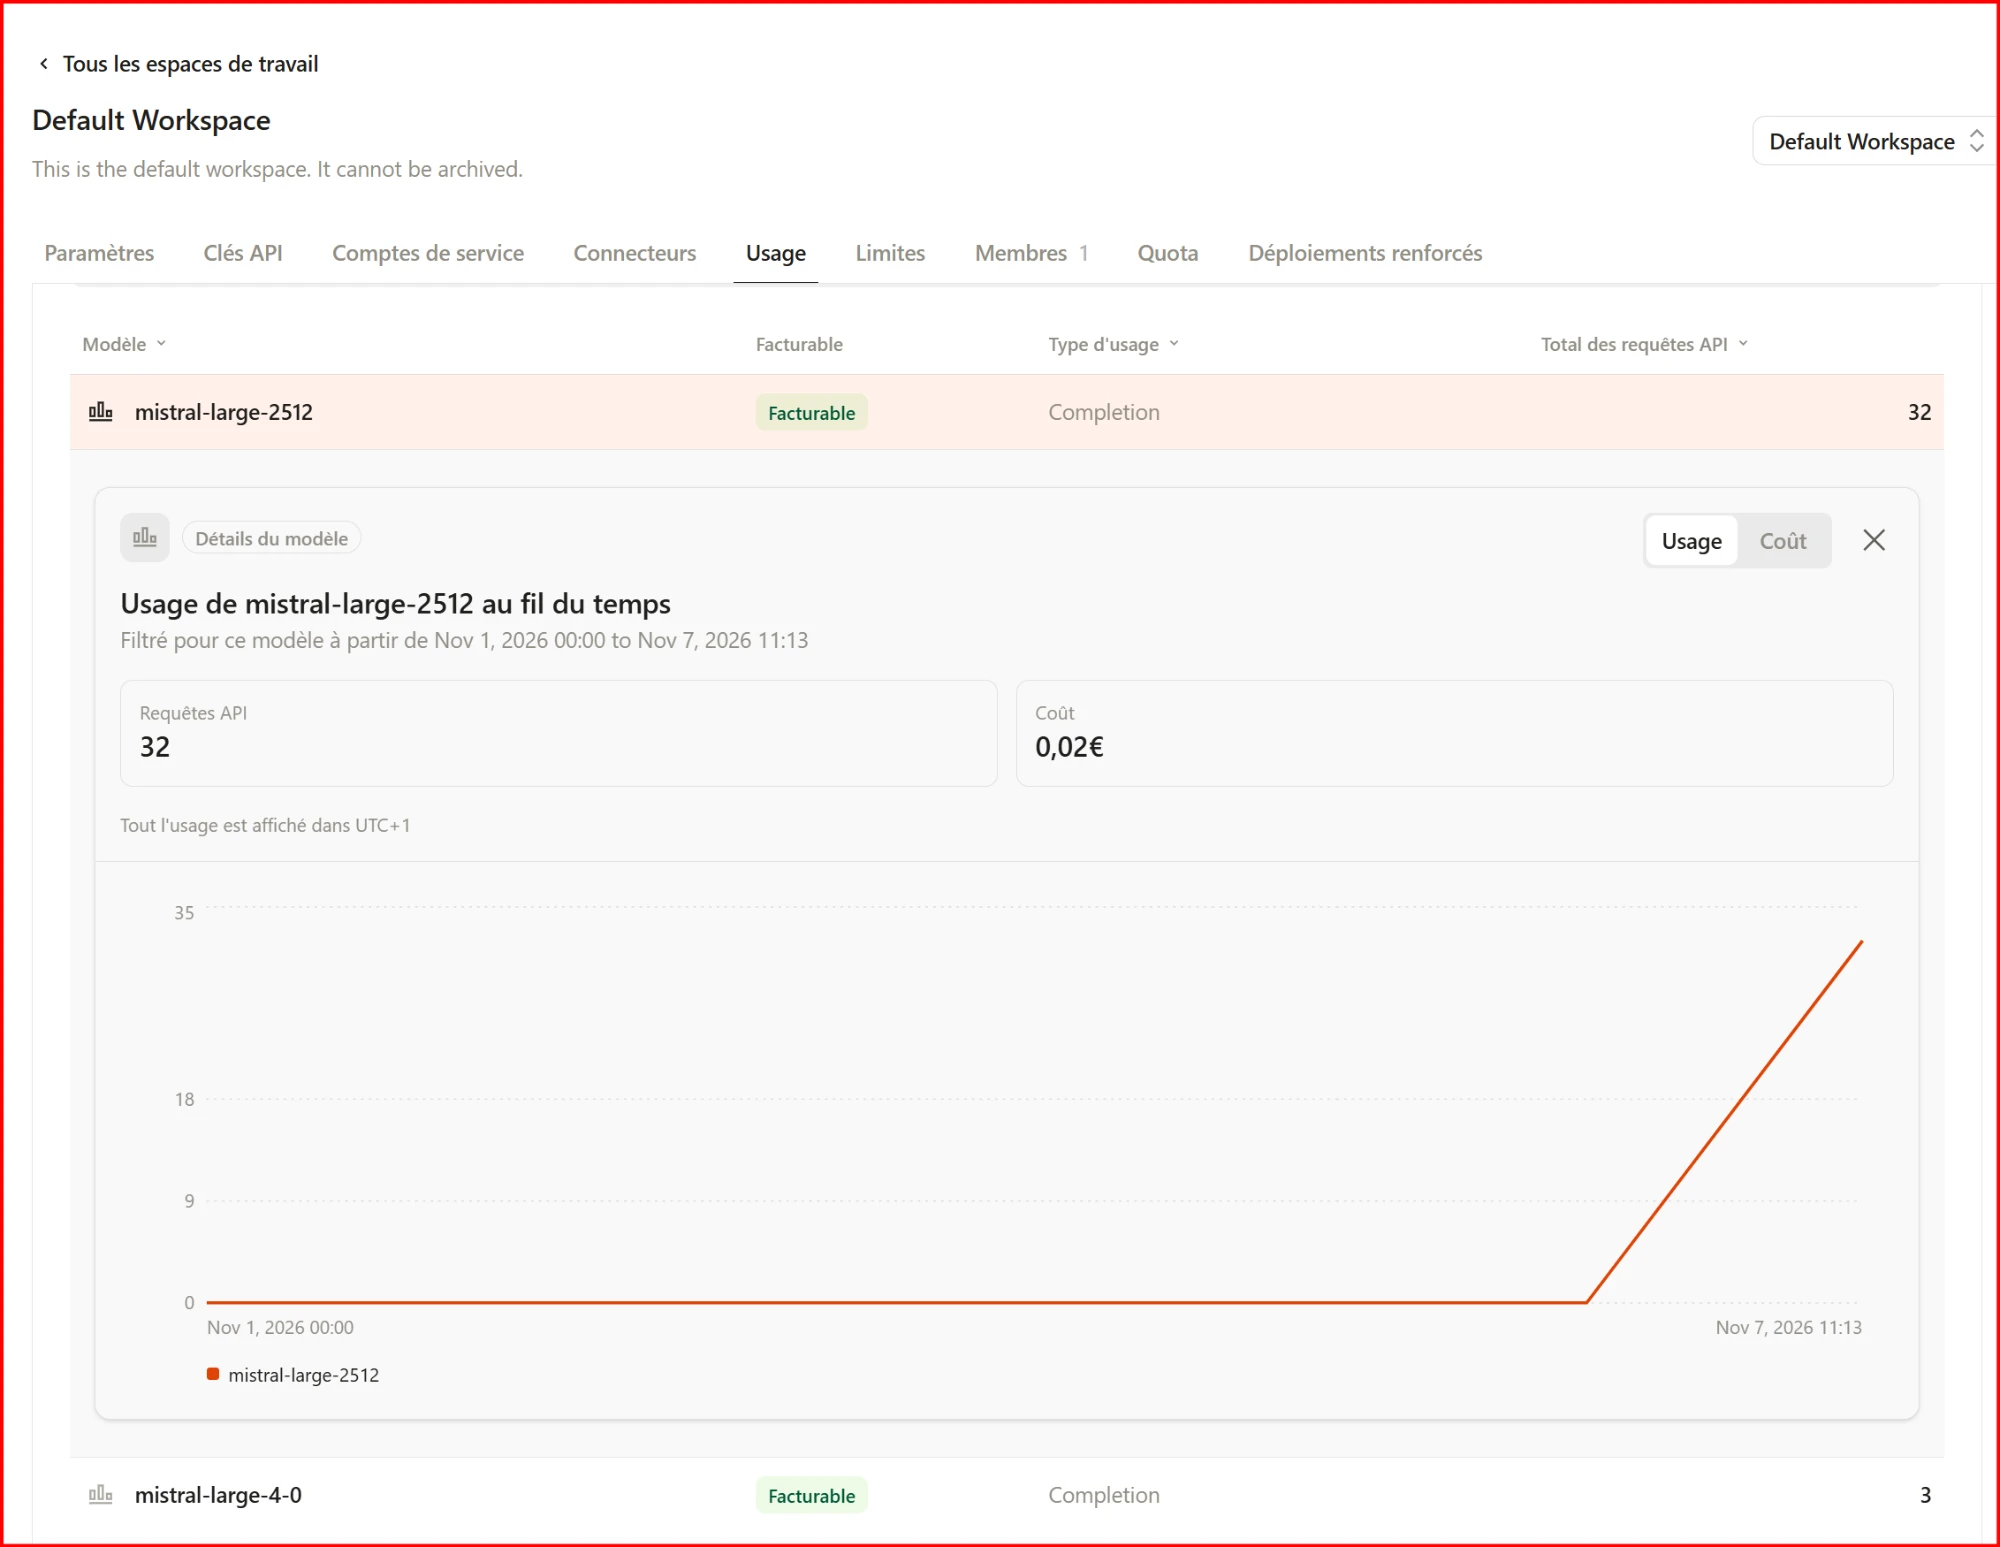 Tous les espaces de travail
Default Workspace
Default Workspace
This is the default workspace. It cannot be archived.
Paramètres Clés API Comptes de service Connecteurs Usage Limites Membres 1 Quota Déploiements renforcés
Modèle Facturable Type d'usage Total des requêtes API
mistral-large-2512 Facturable Completion 32
Détails du modèle Usage Coût
Usage de mistral-large-2512 au fil du temps
Filtré pour ce modèle à partir de Nov 1, 2026 00:00 to Nov 7, 2026 11:13
Requêtes API Coût
32 0,02€
Tout l'usage est affiché dans UTC+1
35
18
9
0
Nov 1, 2026 00:00 Nov 7, 2026 11:13
mistral-large-2512
mistral-large-4-0 Facturable Completion 3